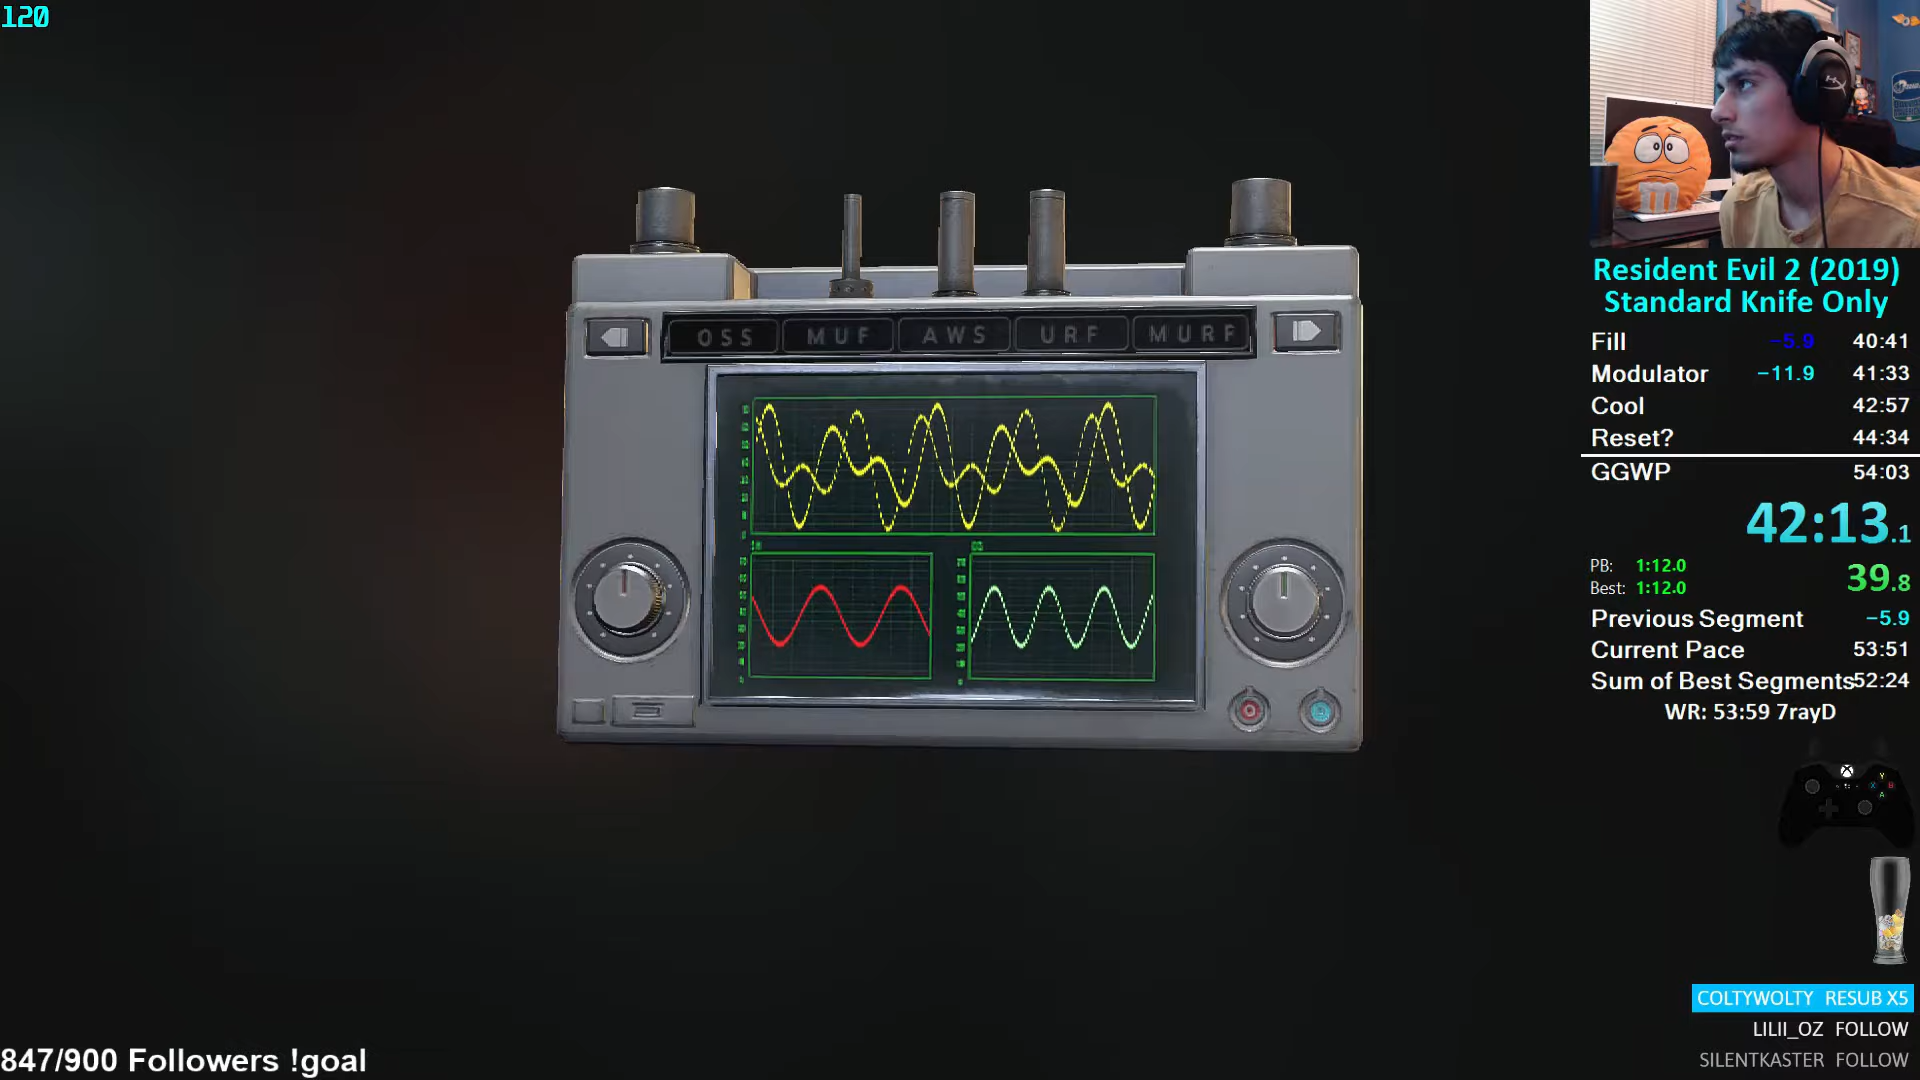 120
OSS MUF AWS URF MURF
Resident Evil 2 (2019)
Standard Knife Only
Fill -5.9 40:41
Modulator -11.9 41:33
Cool 42:57
Reset? 44:34
GGWP 54:03
42:13.1
PB: 1:12.0
Best: 1:12.0
39.8
Previous Segment -5.9
Current Pace 53:51
Sum of Best Segments 52:24
WR: 53:59 7rayD
COLTYWOLTY RESUB X5
LILII_OZ FOLLOW
SILENTKASTER FOLLOW
847/900 Followers !goal